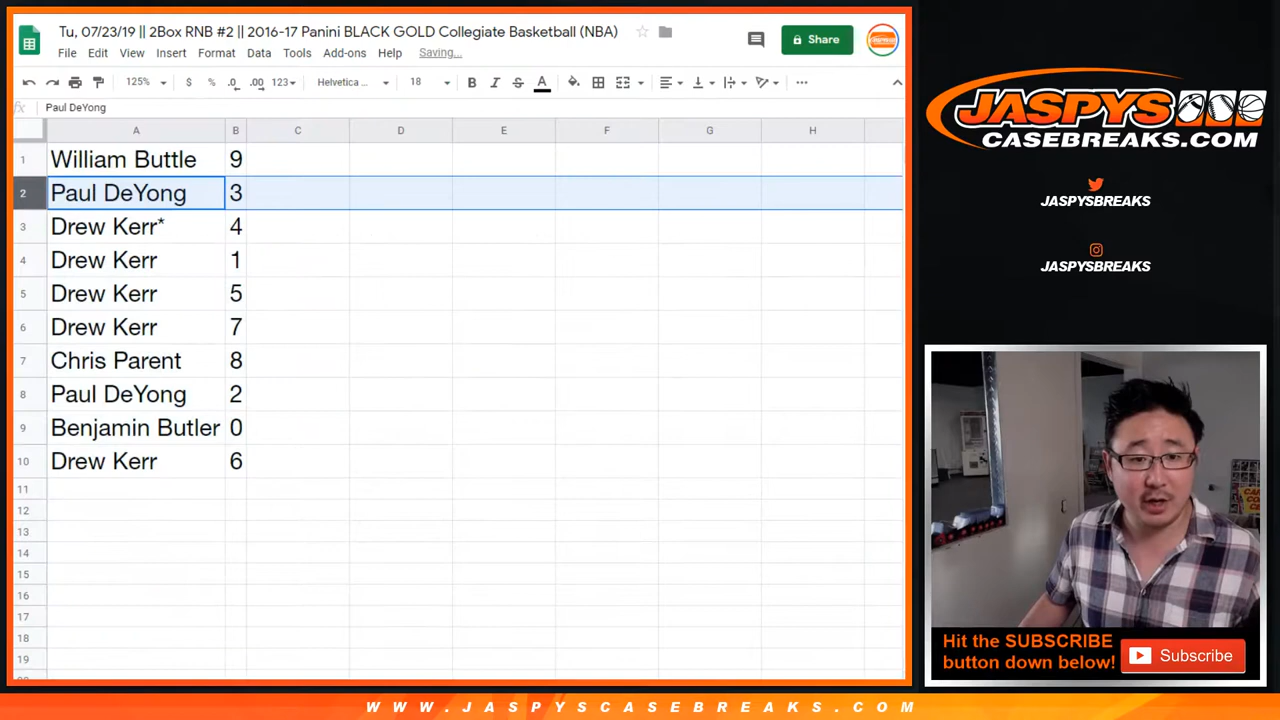 Tu, 07/23/19 || 2Box RNB #2 || 2016-17 Panini BLACK GOLD Collegiate Basketball (NBA)
File Edit View Insert Format Data Tools Add-ons Help Saving...
Share
125% $ % .0 .00 123 Helvetica ... 18 B I S A
fx Paul DeYong
A B C D E F G H
1 William Buttle 9
2 Paul DeYong 3
3 Drew Kerr* 4
4 Drew Kerr 1
5 Drew Kerr 5
6 Drew Kerr 7
7 Chris Parent 8
8 Paul DeYong 2
9 Benjamin Butler 0
10 Drew Kerr 6
11
12
13
14
15
16
17
18
19
JASPYS
CASEBREAKS.COM
JASPYSBREAKS
JASPYSBREAKS
Hit the SUBSCRIBE
button down below!
Subscribe
WWW.JASPYSCASEBREAKS.COM